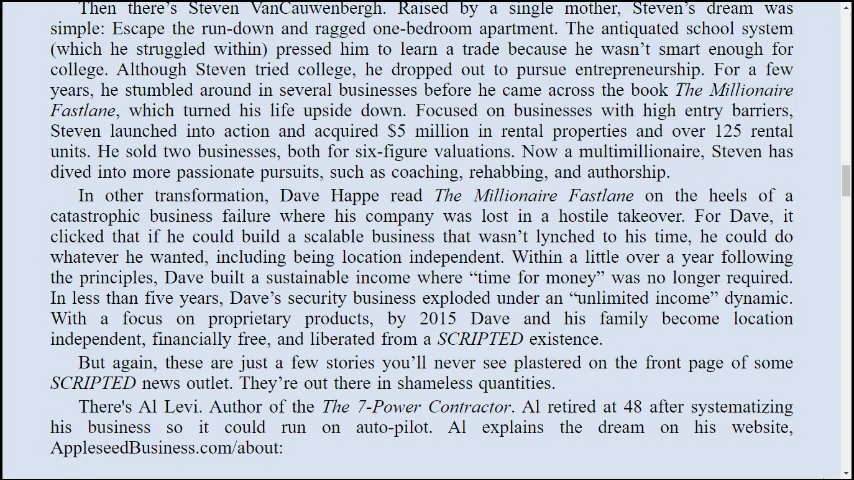 Then there’s Steven VanCauwenbergh. Raised by a single mother, Steven’s dream was
simple: Escape the run-down and ragged one-bedroom apartment. The antiquated school system
(which he struggled within) pressed him to learn a trade because he wasn’t smart enough for
college. Although Steven tried college, he dropped out to pursue entrepreneurship. For a few
years, he stumbled around in several businesses before he came across the book The Millionaire
Fastlane, which turned his life upside down. Focused on businesses with high entry barriers,
Steven launched into action and acquired $5 million in rental properties and over 125 rental
units. He sold two businesses, both for six-figure valuations. Now a multimillionaire, Steven has
dived into more passionate pursuits, such as coaching, rehabbing, and authorship.
In other transformation, Dave Happe read The Millionaire Fastlane on the heels of a
catastrophic business failure where his company was lost in a hostile takeover. For Dave, it
clicked that if he could build a scalable business that wasn’t lynched to his time, he could do
whatever he wanted, including being location independent. Within a little over a year following
the principles, Dave built a sustainable income where “time for money” was no longer required.
In less than five years, Dave’s security business exploded under an “unlimited income” dynamic.
With a focus on proprietary products, by 2015 Dave and his family become location
independent, financially free, and liberated from a SCRIPTED existence.
But again, these are just a few stories you’ll never see plastered on the front page of some
SCRIPTED news outlet. They’re out there in shameless quantities.
There's Al Levi. Author of the The 7-Power Contractor. Al retired at 48 after systematizing
his business so it could run on auto-pilot. Al explains the dream on his website,
AppleseedBusiness.com/about: